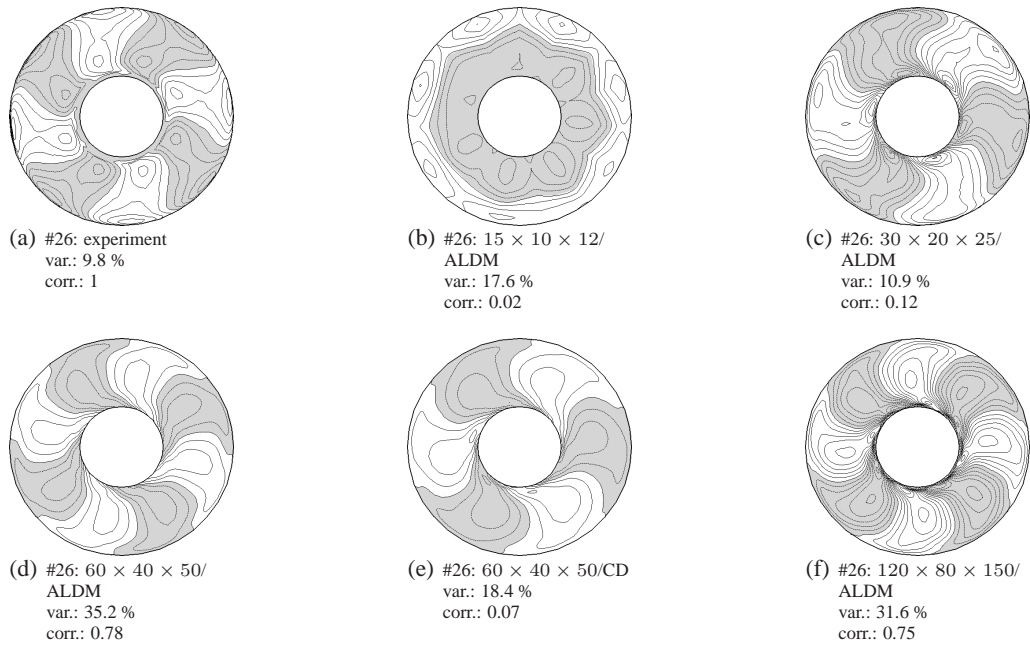 (a) #26: experiment
var.: 9.8 %
corr.: 1
(b) #26: 15 × 10 × 12/
ALDM
var.: 17.6 %
corr.: 0.02
(c) #26: 30 × 20 × 25/
ALDM
var.: 10.9 %
corr.: 0.12
(d) #26: 60 × 40 × 50/
ALDM
var.: 35.2 %
corr.: 0.78
(e) #26: 60 × 40 × 50/CD
var.: 18.4 %
corr.: 0.07
(f) #26: 120 × 80 × 150/
ALDM
var.: 31.6 %
corr.: 0.75